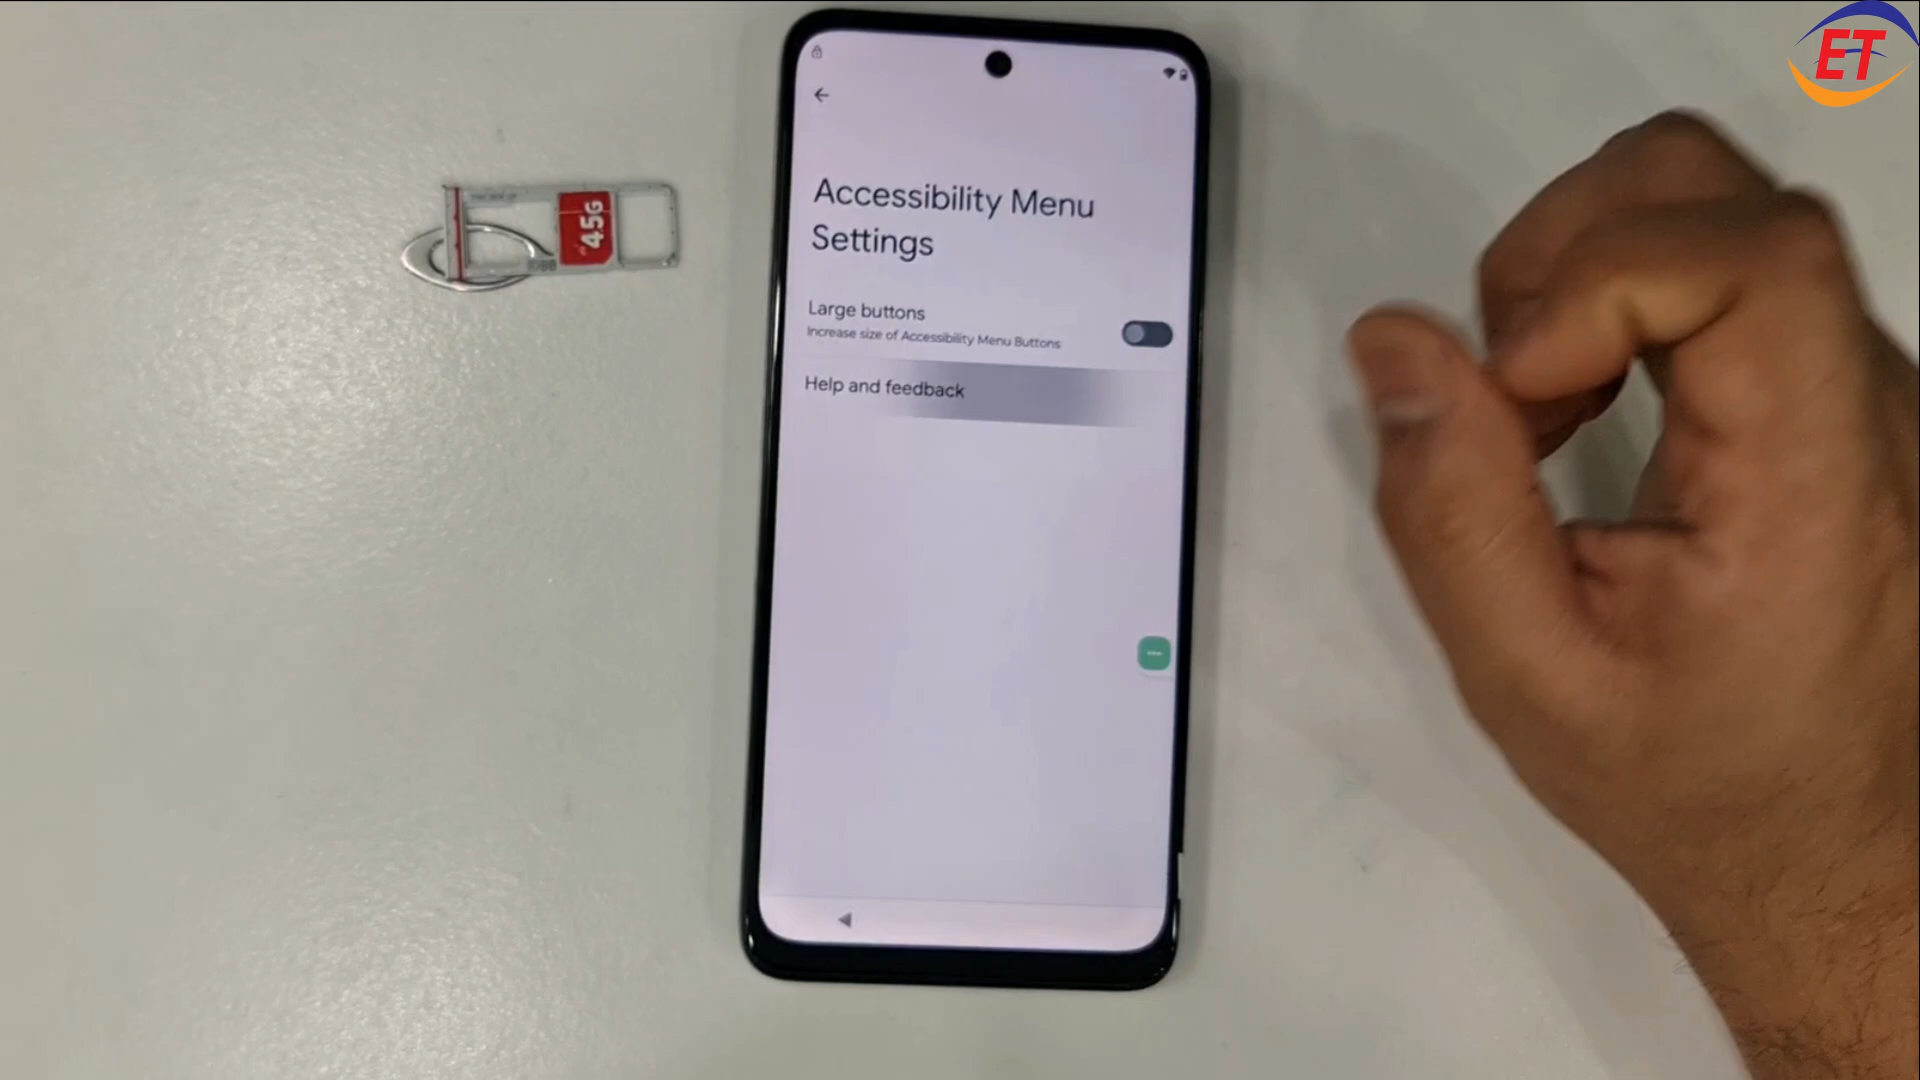 ET
Accessibility Menu
Settings
Large buttons
Increase size of Accessibility Menu Buttons
Help and feedback
4.5G